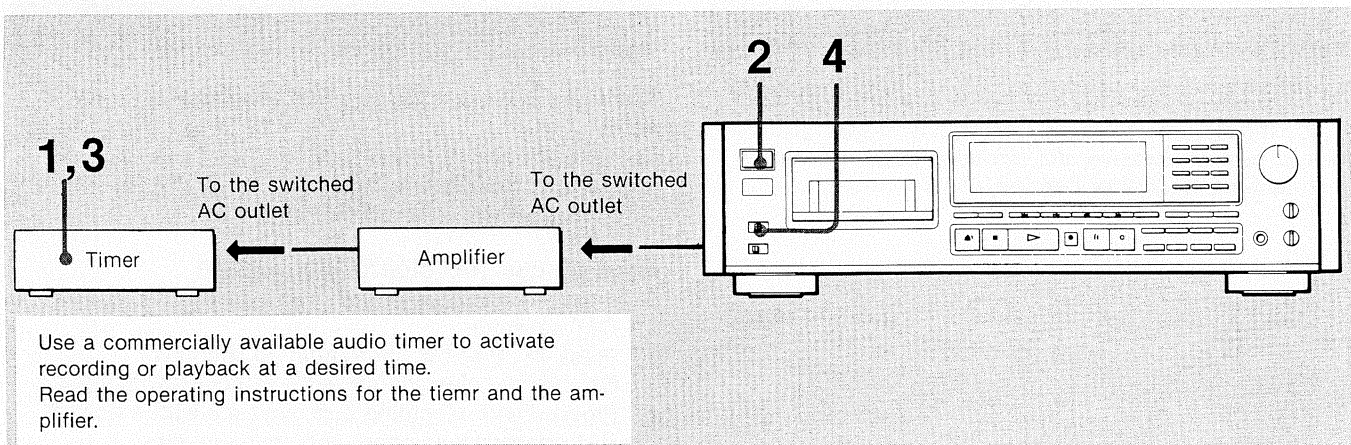 2 4
1,3
To the switched
AC outlet
To the switched
AC outlet
Timer
Amplifier
Use a commercially available audio timer to activate
recording or playback at a desired time.
Read the operating instructions for the tiemr and the am-
plifier.